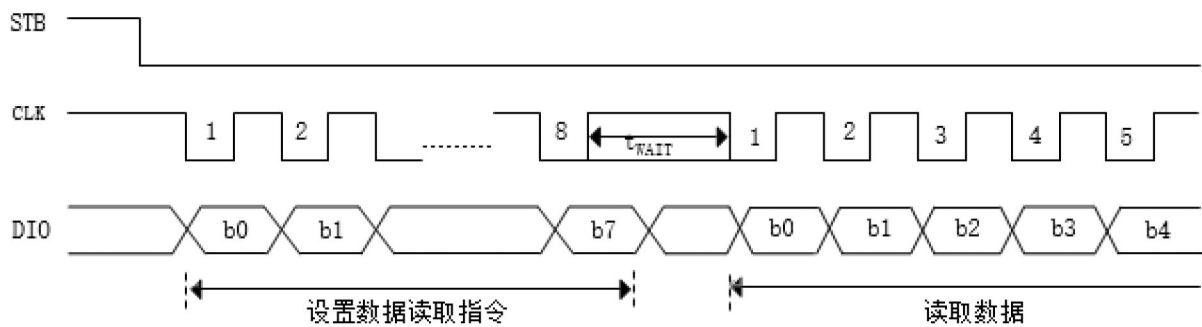 STB
CLK 1 2 ......... 8 tWAIT 1 2 3 4 5
DIO b0 b1 b7 b0 b1 b2 b3 b4
设置数据读取指令 读取数据